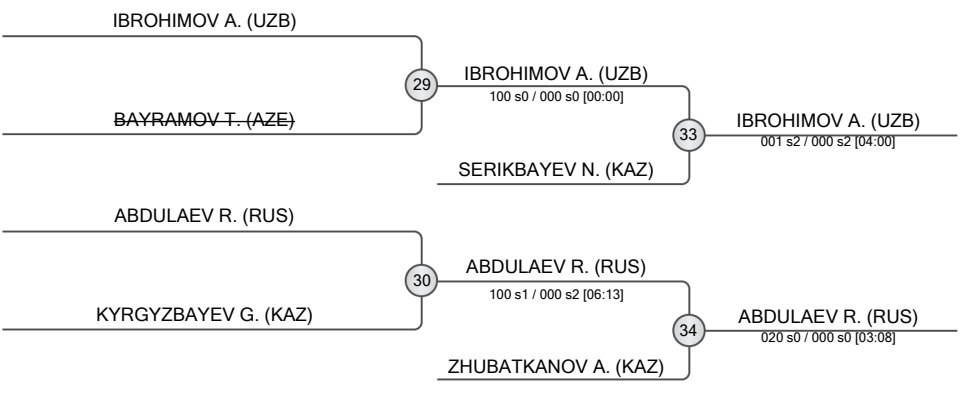 IBROHIMOV A. (UZB)
29
IBROHIMOV A. (UZB)
100 s0 / 000 s0 [00:00]
BAYRAMOV T. (AZE)
33
IBROHIMOV A. (UZB)
001 s2 / 000 s2 [04:00]
SERIKBAYEV N. (KAZ)
ABDULAEV R. (RUS)
30
ABDULAEV R. (RUS)
100 s1 / 000 s2 [06:13]
KYRGYZBAYEV G. (KAZ)
34
ABDULAEV R. (RUS)
020 s0 / 000 s0 [03:08]
ZHUBATKANOV A. (KAZ)